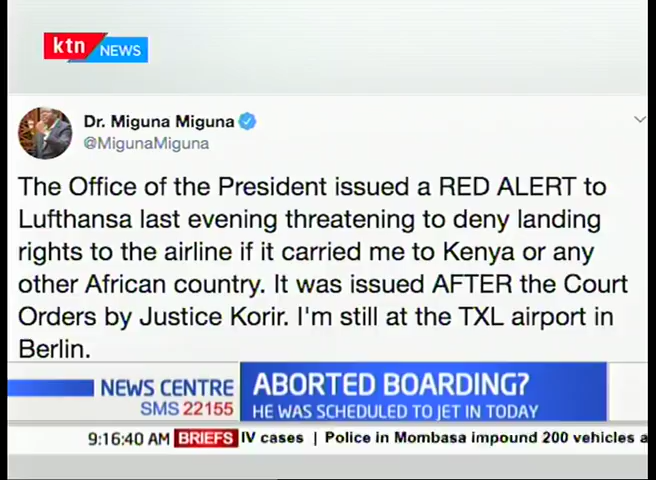 ktn NEWS
Dr. Miguna Miguna
@MigunaMiguna
The Office of the President issued a RED ALERT to
Lufthansa last evening threatening to deny landing
rights to the airline if it carried me to Kenya or any
other African country. It was issued AFTER the Court
Orders by Justice Korir. I'm still at the TXL airport in
Berlin.
NEWS CENTRE
SMS 22155
ABORTED BOARDING?
HE WAS SCHEDULED TO JET IN TODAY
9:16:40 AM BRIEFS IV cases | Police in Mombasa impound 200 vehicles a